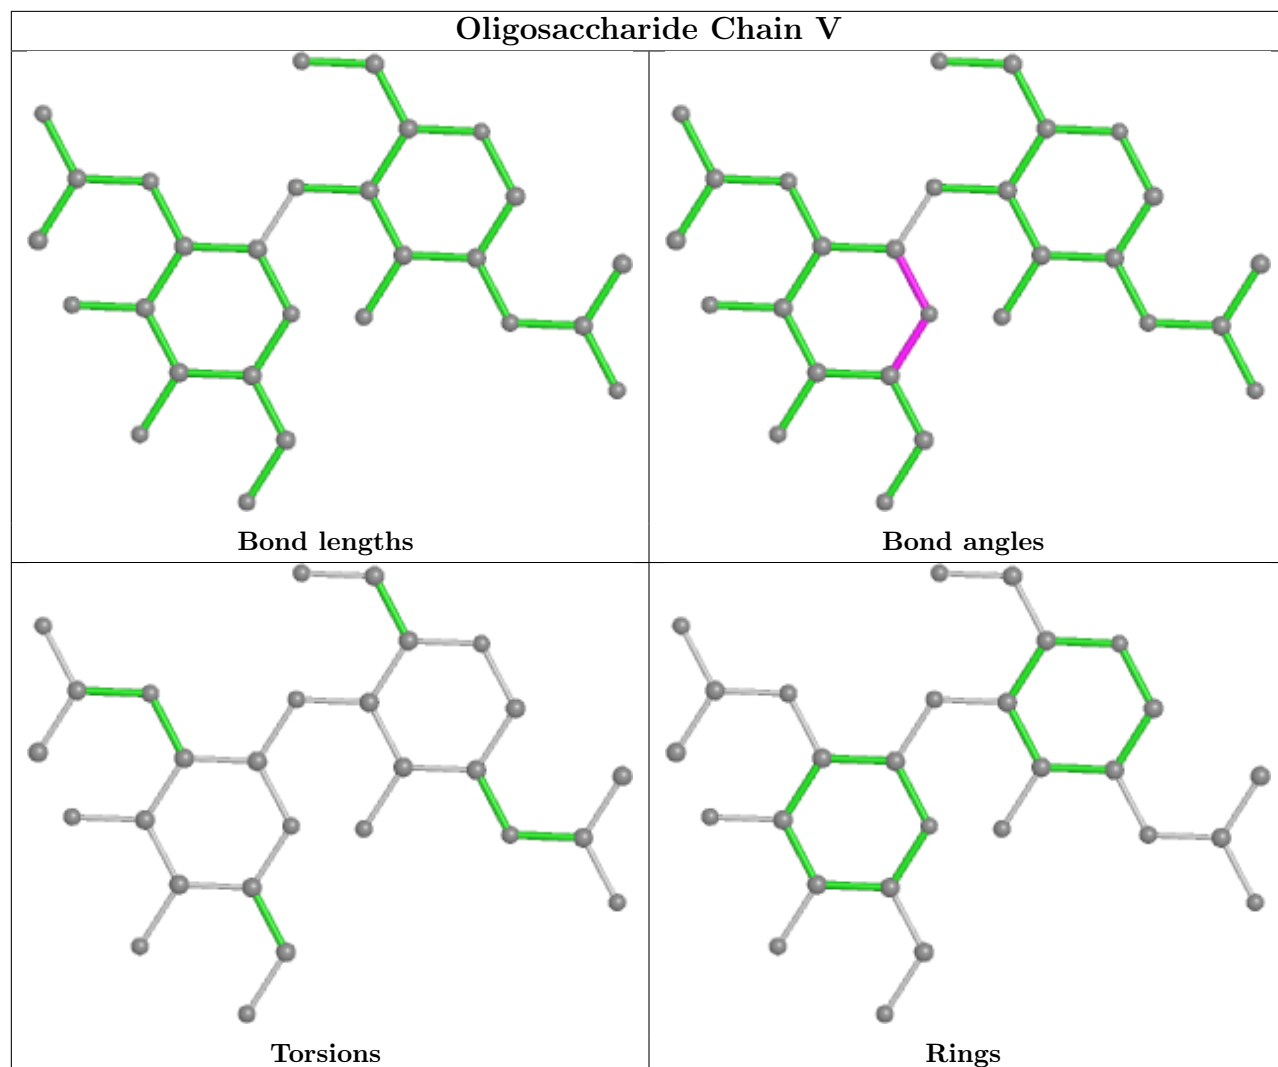 Oligosaccharide Chain V
Bond lengths
Bond angles
Torsions
Rings